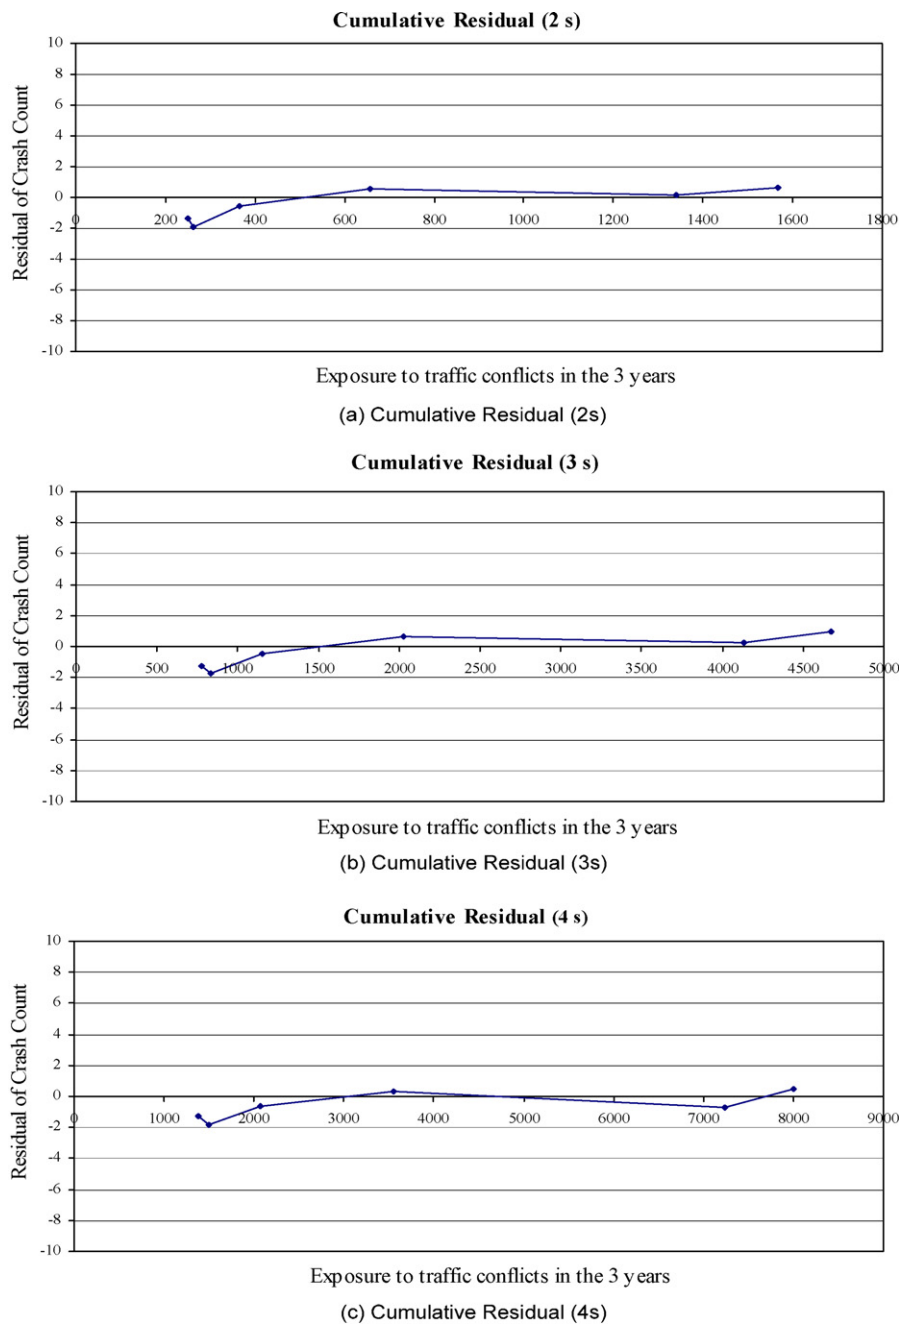 Cumulative Residual (2 s)
10
8
6
4
2
0
-2
-4
-6
-8
-10
0 200 400 600 800 1000 1200 1400 1600 1800
Residual of Crash Count
Exposure to traffic conflicts in the 3 years
(a) Cumulative Residual (2s)
Cumulative Residual (3 s)
10
8
6
4
2
0
-2
-4
-6
-8
-10
0 500 1000 1500 2000 2500 3000 3500 4000 4500 5000
Residual of Crash Count
Exposure to traffic conflicts in the 3 years
(b) Cumulative Residual (3s)
Cumulative Residual (4 s)
10
8
6
4
2
0
-2
-4
-6
-8
-10
0 1000 2000 3000 4000 5000 6000 7000 8000 9000
Residual of Crash Count
Exposure to traffic conflicts in the 3 years
(c) Cumulative Residual (4s)